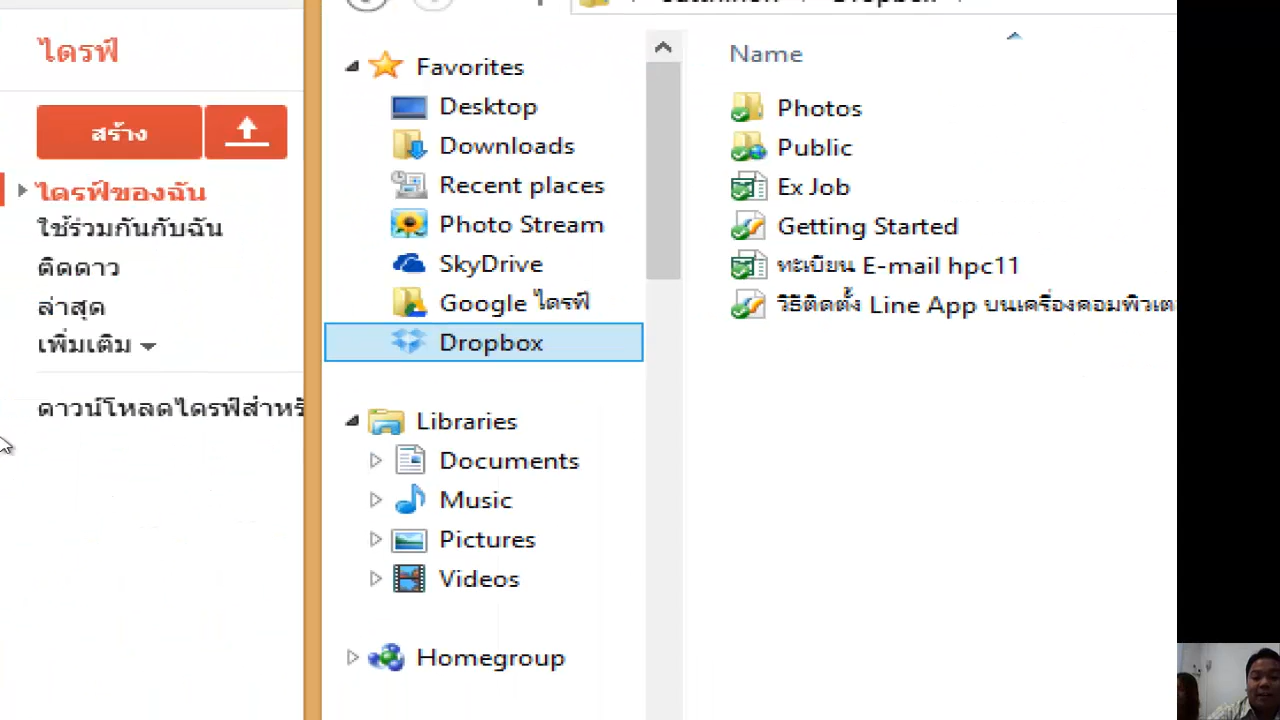 ไดรฟ์
สร้าง
ไดรฟ์ของฉัน
ใช้ร่วมกันกับฉัน
ติดดาว
ล่าสุด
เพิ่มเติม
ดาวน์โหลดไดรฟ์สำหรั
Favorites
Desktop
Downloads
Recent places
Photo Stream
SkyDrive
Google ไดรฟ์
Dropbox
Libraries
Documents
Music
Pictures
Videos
Homegroup
Dropbox
Name
Photos
Public
Ex Job
Getting Started
ทะเบียน E-mail hpc11
วิธีติดตั้ง Line App บนเครื่องคอมพิวเต